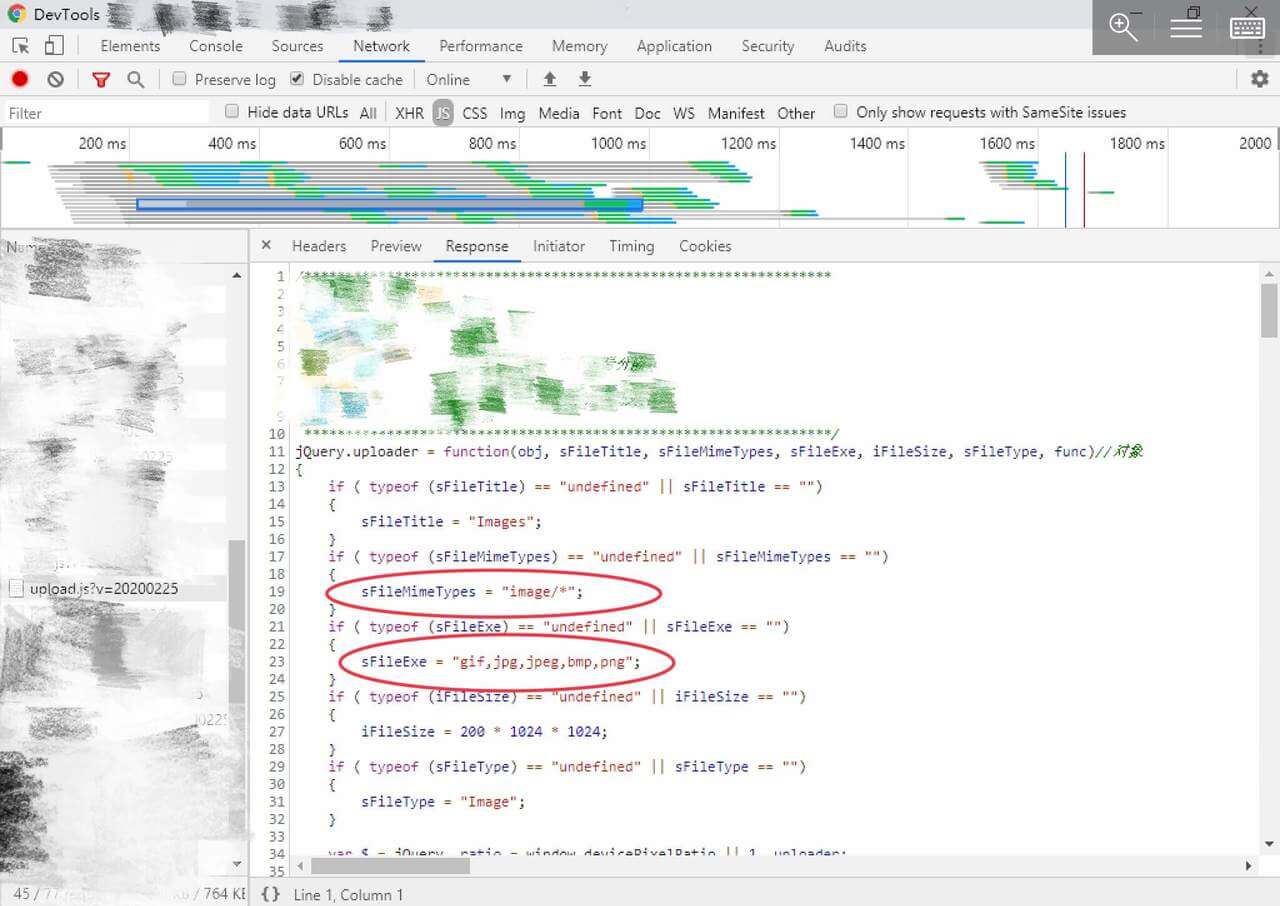 DevTools
Elements Console Sources Network Performance Memory Application Security Audits
Preserve log Disable cache Online
Filter Hide data URLs All XHR JS CSS Img Media Font Doc WS Manifest Other Only show requests with SameSite issues
200 ms 400 ms 600 ms 800 ms 1000 ms 1200 ms 1400 ms 1600 ms 1800 ms 2000
Headers Preview Response Initiator Timing Cookies
upload.js?v=20200225
45 / 764 KB
1 /****************************************************************
2
3
4
5
6
7
9
10 ****************************************************************/
11 jQuery.uploader = function(obj, sFileTitle, sFileMimeTypes, sFileExe, iFileSize, sFileType, func)//对象
12 {
13 if ( typeof (sFileTitle) == "undefined" || sFileTitle == "")
14 {
15 sFileTitle = "Images";
16 }
17 if ( typeof (sFileMimeTypes) == "undefined" || sFileMimeTypes == "")
18 {
19 sFileMimeTypes = "image/*";
20 }
21 if ( typeof (sFileExe) == "undefined" || sFileExe == "")
22 {
23 sFileExe = "gif,jpg,jpeg,bmp,png";
24 }
25 if ( typeof (iFileSize) == "undefined" || iFileSize == "")
26 {
27 iFileSize = 200 * 1024 * 1024;
28 }
29 if ( typeof (sFileType) == "undefined" || sFileType == "")
30 {
31 sFileType = "Image";
32 }
33
34 var $ = jQuery, ratio = window.devicePixelRatio || 1, uploader;
35
{} Line 1, Column 1